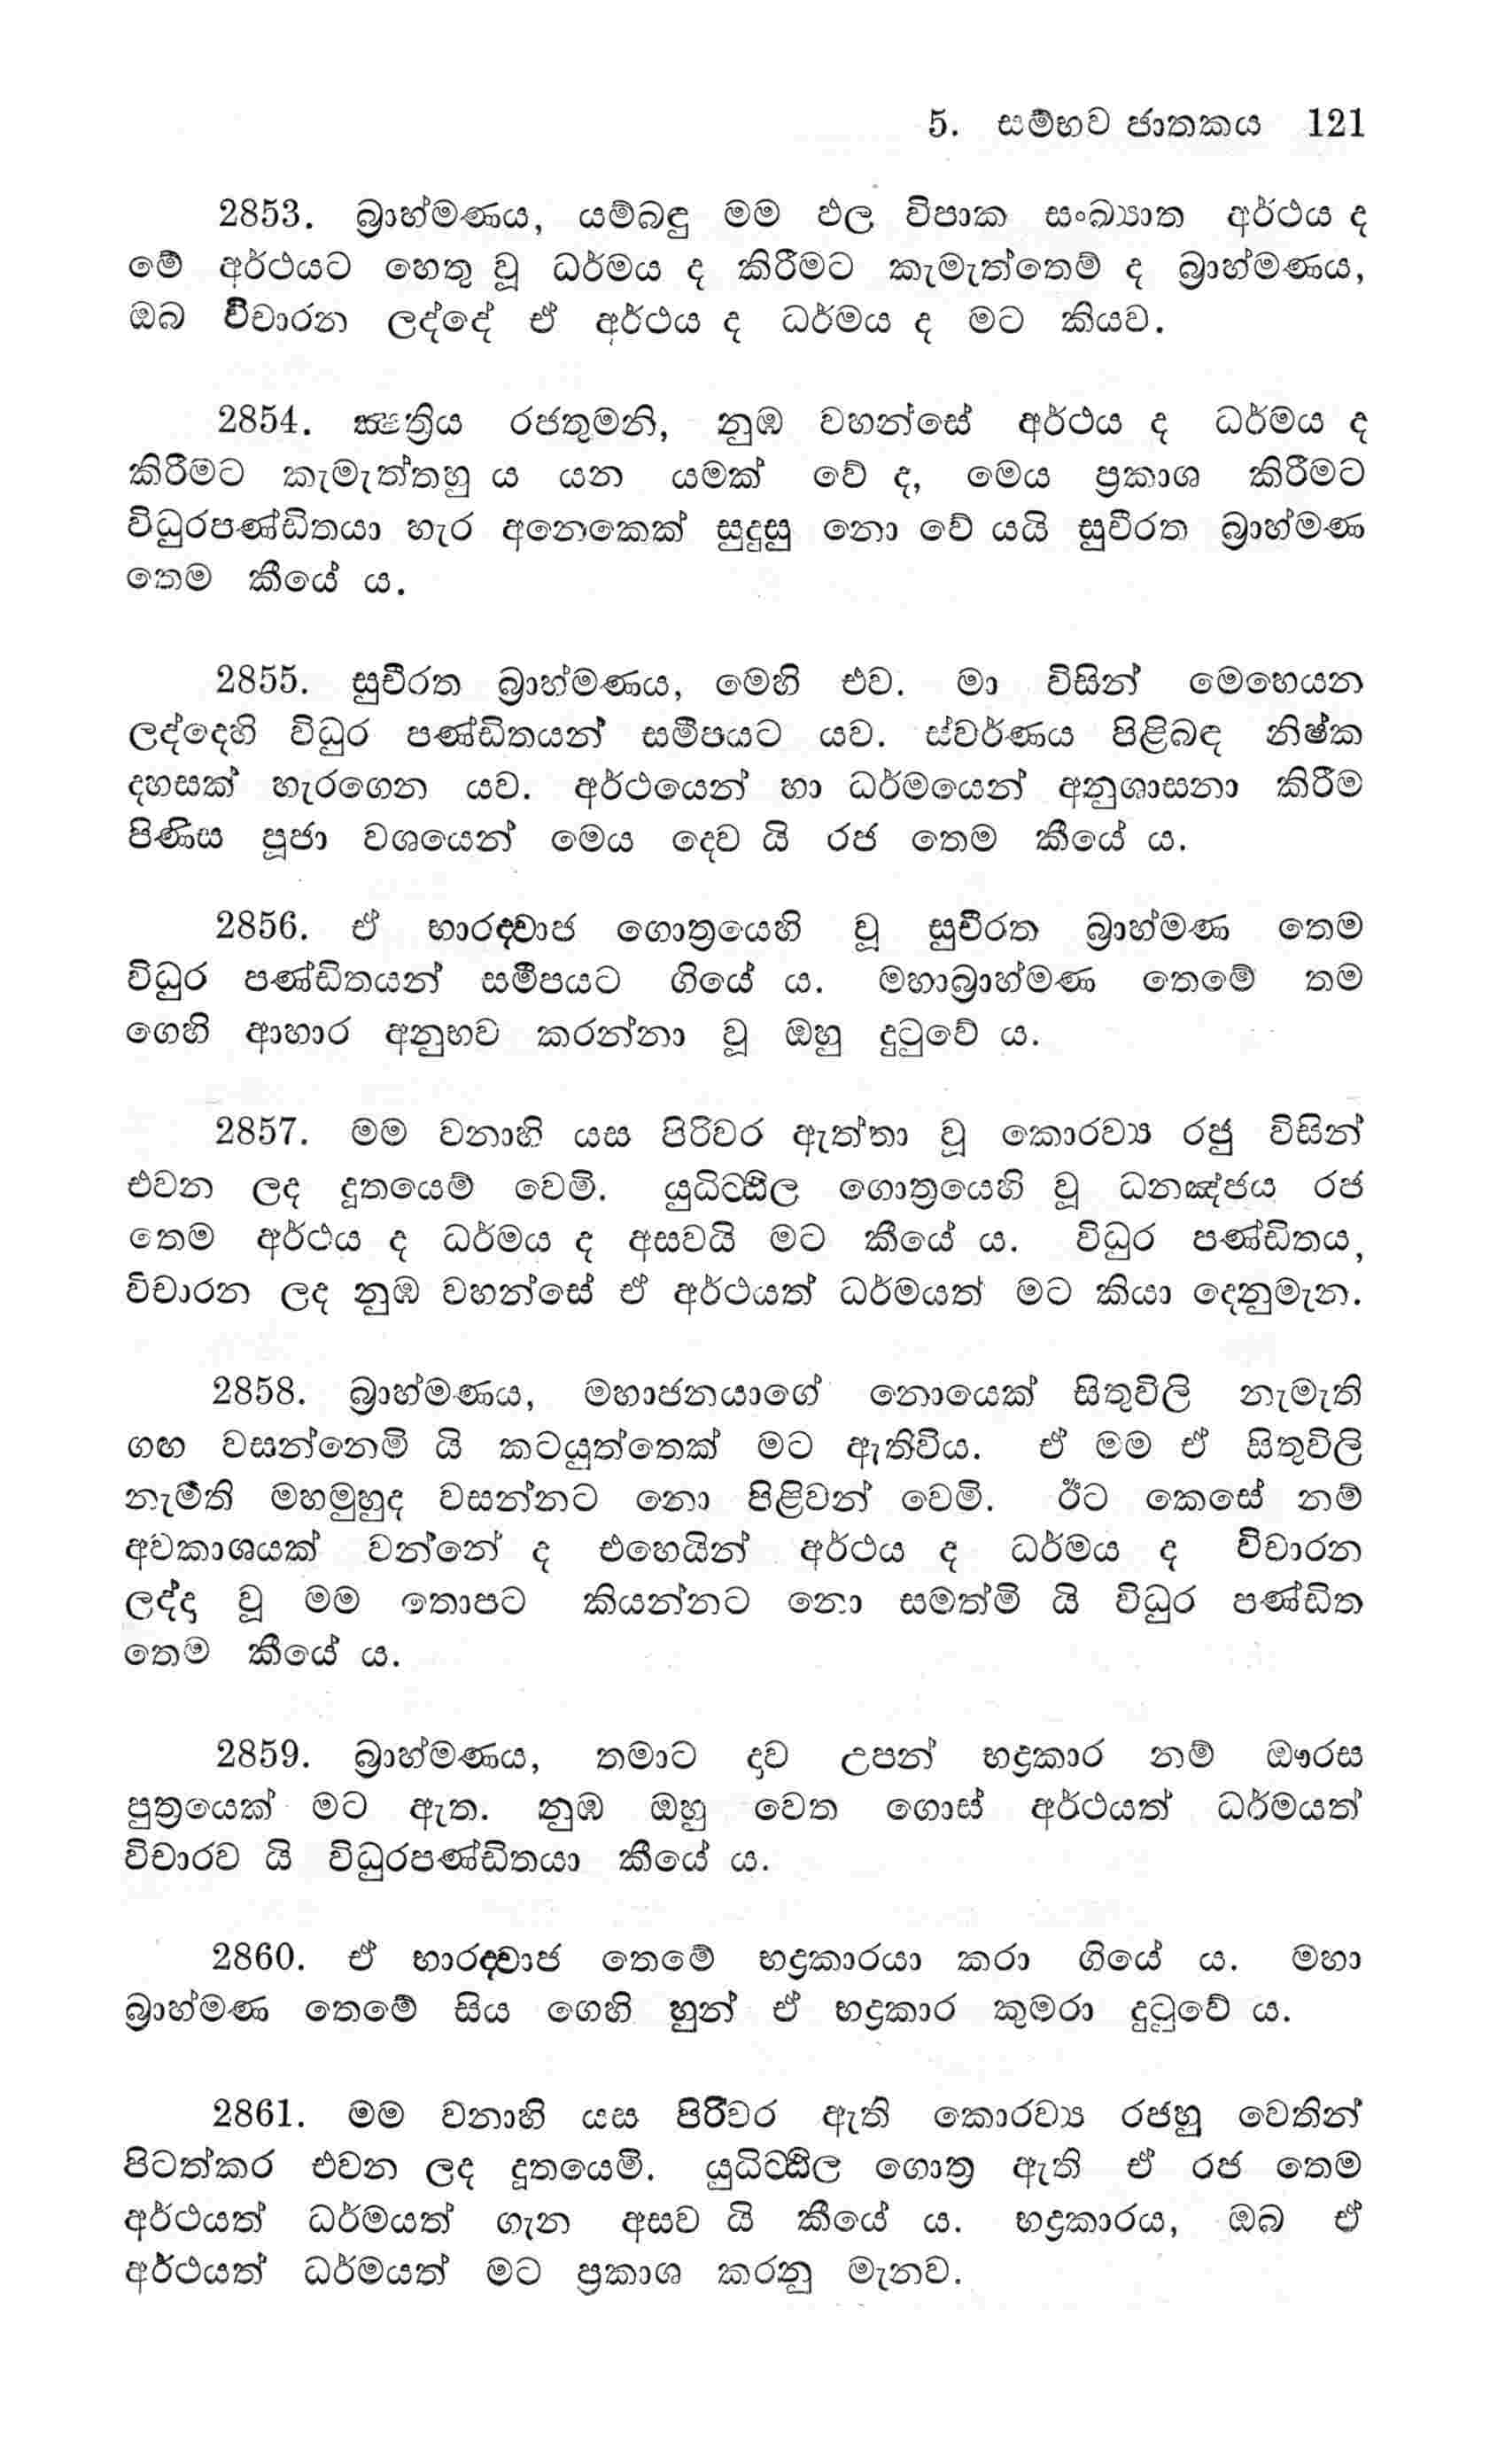 5. සම්භව ජාතකය 121
2853. බ්‍රාහ්මණය, යම්බඳු මම ඵල විපාක සංඛ්‍යාත අර්ථය ද
මේ අර්ථයට හෙතු වූ ධර්මය ද කිරීමට කැමැත්තෙම් ද බ්‍රාහ්මණය,
ඔබ විචාරන ලද්දේ ඒ අර්ථය ද ධර්මය ද මට කියව.
2854. ක්‍ෂත්‍රිය රජතුමනි, නුඹ වහන්සේ අර්ථය ද ධර්මය ද
කිරීමට කැමැත්තහු ය යන යමක් වේ ද, මෙය ප්‍රකාශ කිරීමට
විධුරපණ්ඩිතයා හැර අනෙකෙක් සුදුසු නො වේ යයි සුචීරත බ්‍රාහ්මණ
තෙම කීයේ ය.
2855. සුචීරත බ්‍රාහ්මණය, මෙහි එව. මා විසින් මෙහෙයන
ලද්දෙහි විධුර පණ්ඩිතයන් සමීපයට යව. ස්වර්ණය පිළිබඳ නිෂ්ක
දහසක් හැරගෙන යව. අර්ථයෙන් හා ධර්මයෙන් අනුශාසනා කිරීම
පිණිස පූජා වශයෙන් මෙය දෙව යි රජ තෙම කීයේ ය.
2856. ඒ භාරද්‍වාජ ගොත්‍රයෙහි වූ සුචීරත බ්‍රාහ්මණ තෙම
විධුර පණ්ඩිතයන් සමීපයට ගියේ ය. මහාබ්‍රාහ්මණ තෙමේ තම
ගෙහි ආහාර අනුභව කරන්නා වූ ඔහු දුටුවේ ය.
2857. මම වනාහි යස පිරිවර ඇත්තා වූ කොරව්‍ය රජු විසින්
එවන ලද දූතයෙම් වෙමි. යුධිට්ඨිල ගොත්‍රයෙහි වූ ධනඤ්ජය රජ
තෙම අර්ථය ද ධර්මය ද අසවයි මට කීයේ ය. විධුර පණ්ඩිතය,
විචාරන ලද නුඹ වහන්සේ ඒ අර්ථයත් ධර්මයත් මට කියා දෙනුමැන.
2858. බ්‍රාහ්මණය, මහාජනයාගේ නොයෙක් සිතුවිලි නැමැති
ගඟ වසන්නෙමි යි කටයුත්තෙක් මට ඇතිවිය. ඒ මම ඒ සිතුවිලි
නැමති මහමුහුද වසන්නට නො පිළිවන් වෙමි. ඊට කෙසේ නම්
අවකාශයක් වන්නේ ද එහෙයින් අර්ථය ද ධර්මය ද විචාරන
ලද්දා වූ මම තොපට කියන්නට නො සමත්මි යි විධුර පණ්ඩිත
තෙම කීයේ ය.
2859. බ්‍රාහ්මණය, තමාට දාව උපන් භද්‍රකාර නම් ඖරස
පුත්‍රයෙක් මට ඇත. නුඹ ඔහු වෙත ගොස් අර්ථයත් ධර්මයත්
විචාරව යි විධුරපණ්ඩිතයා කීයේ ය.
2860. ඒ භාරද්‍වාජ තෙමේ භද්‍රකාරයා කරා ගියේ ය. මහා
බ්‍රාහ්මණ තෙමේ සිය ගෙහි හුන් ඒ භද්‍රකාර කුමරා දුටුවේ ය.
2861. මම වනාහි යස පිරිවර ඇති කොරව්‍ය රජහු වෙතින්
පිටත්කර එවන ලද දූතයෙමි. යුධිට්ඨිල ගොත්‍ර ඇති ඒ රජ තෙම
අර්ථයත් ධර්මයත් ගැන අසව යි කීයේ ය. භද්‍රකාරය, ඔබ ඒ
අර්ථයත් ධර්මයත් මට ප්‍රකාශ කරනු මැනව.